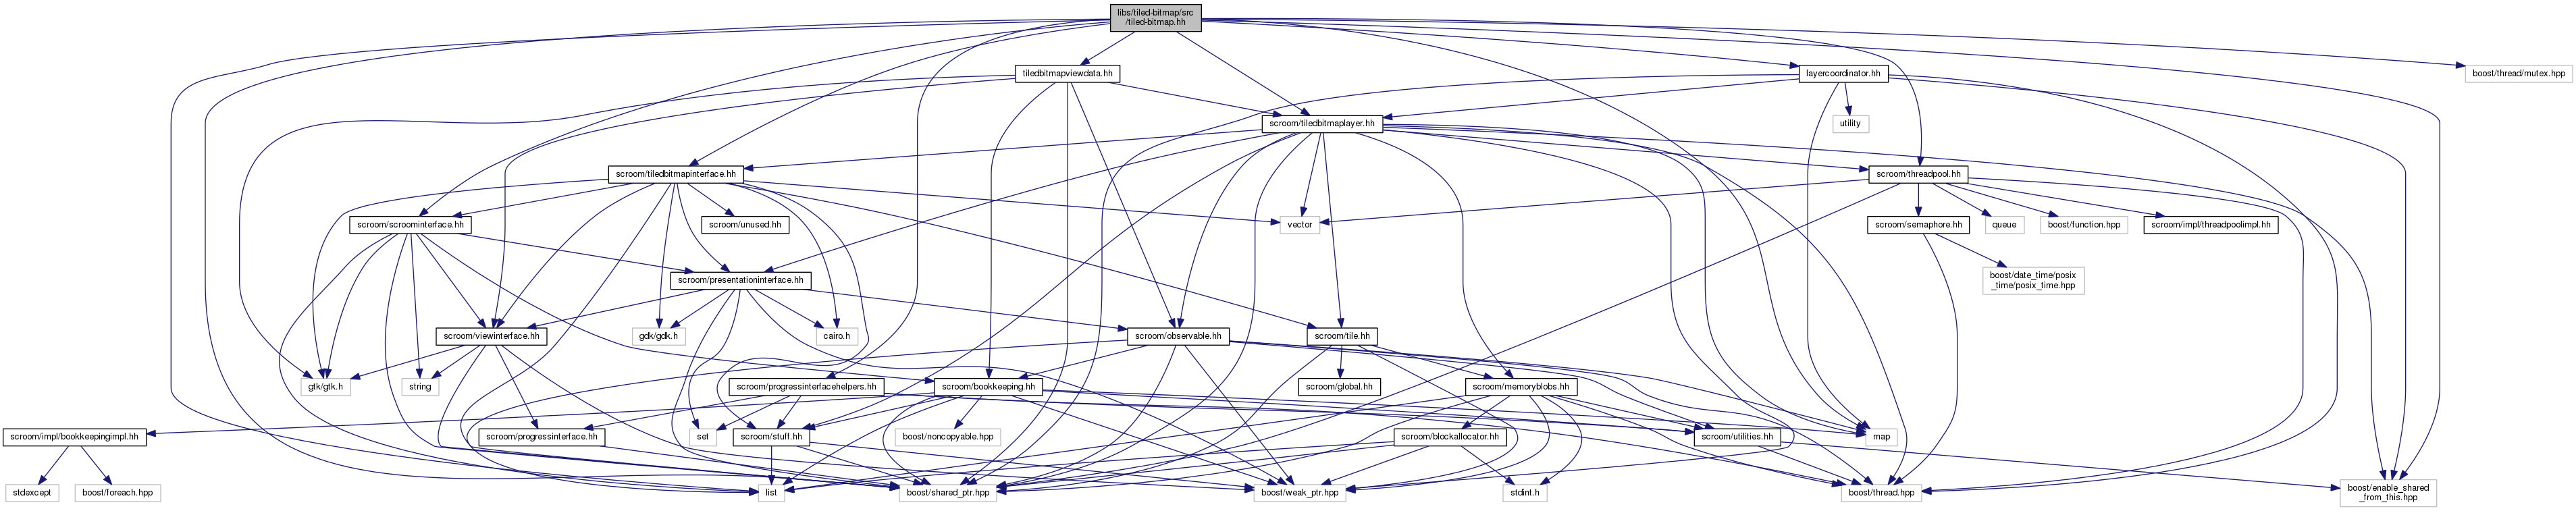 libs/tiled-bitmap/src
/tiled-bitmap.hh
tiledbitmapviewdata.hh
layercoordinator.hh
boost/thread/mutex.hpp
scroom/tiledbitmaplayer.hh
utility
scroom/tiledbitmapinterface.hh
scroom/threadpool.hh
scroom/scroominterface.hh
scroom/unused.hh
vector
scroom/semaphore.hh
queue
boost/function.hpp
scroom/impl/threadpoolimpl.hh
scroom/presentationinterface.hh
boost/date_time/posix
_time/posix_time.hpp
scroom/viewinterface.hh
gdk/gdk.h
cairo.h
scroom/observable.hh
scroom/tile.hh
gtk/gtk.h
string
scroom/progressinterfacehelpers.hh
scroom/bookkeeping.hh
scroom/global.hh
scroom/memoryblobs.hh
scroom/impl/bookkeepingimpl.hh
scroom/progressinterface.hh
set
scroom/stuff.hh
boost/noncopyable.hpp
scroom/blockallocator.hh
scroom/utilities.hh
map
stdexcept
boost/foreach.hpp
list
boost/shared_ptr.hpp
boost/weak_ptr.hpp
stdint.h
boost/thread.hpp
boost/enable_shared
_from_this.hpp